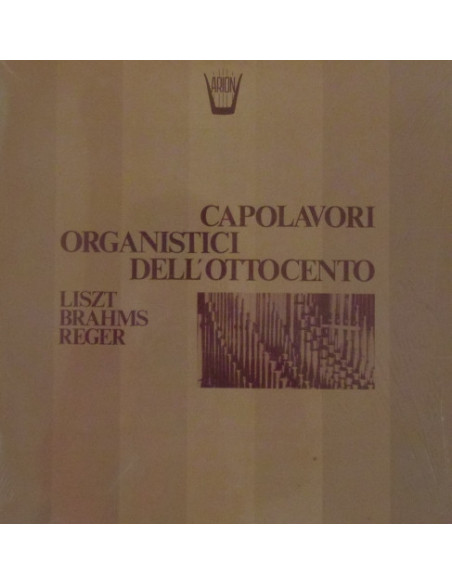 ARION
CAPOLAVORI
ORGANISTICI
DELL'OTTOCENTO
LISZT
BRAHMS
REGER